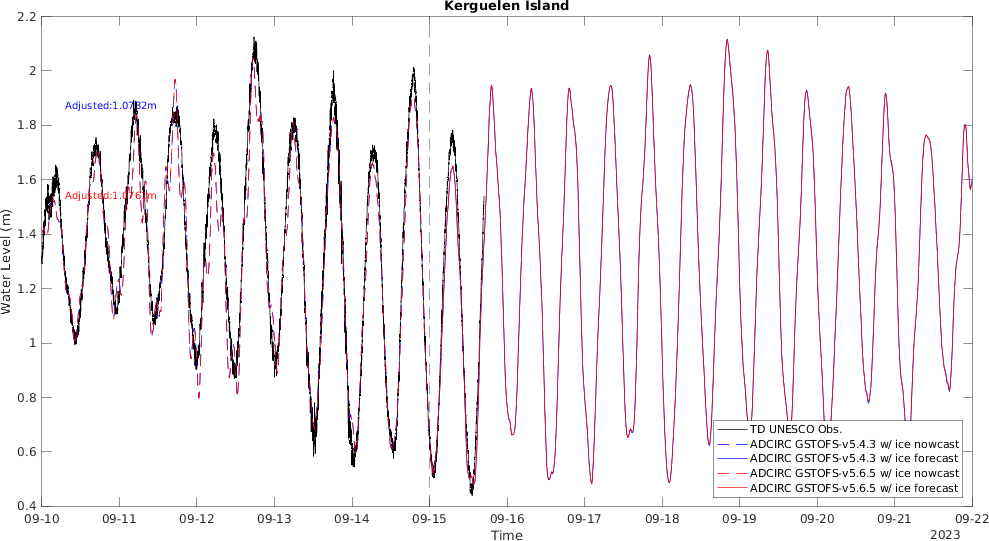 Kerguelen Island
Water Level (m)
2.2
2
1.8
1.6
1.4
1.2
1
0.8
0.6
0.4
Adjusted:1.0782m
Adjusted:1.0761m
TD UNESCO Obs.
ADCIRC GSTOFS-v5.4.3 w/ ice nowcast
ADCIRC GSTOFS-v5.4.3 w/ ice forecast
ADCIRC GSTOFS-v5.6.5 w/ ice nowcast
ADCIRC GSTOFS-v5.6.5 w/ ice forecast
09-10 09-11 09-12 09-13 09-14 09-15 09-16 09-17 09-18 09-19 09-20 09-21 09-22
Time
2023